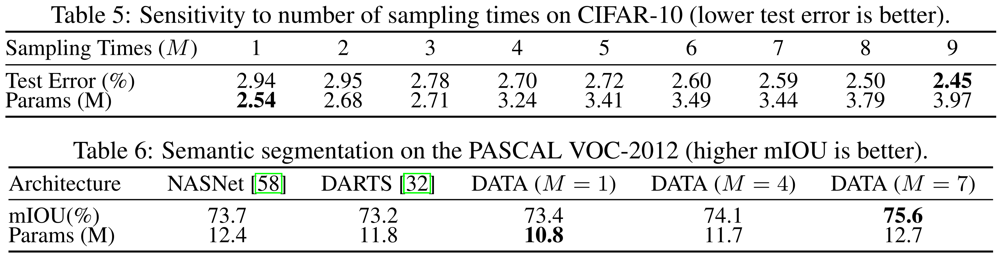 Table 5: Sensitivity to number of sampling times on CIFAR-10 (lower test error is better).
Sampling Times (M) 1 2 3 4 5 6 7 8 9
Test Error (%) 2.94 2.95 2.78 2.70 2.72 2.60 2.59 2.50 2.45
Params (M) 2.54 2.68 2.71 3.24 3.41 3.49 3.44 3.79 3.97
Table 6: Semantic segmentation on the PASCAL VOC-2012 (higher mIOU is better).
Architecture NASNet [58] DARTS [32] DATA (M = 1) DATA (M = 4) DATA (M = 7)
mIOU(%) 73.7 73.2 73.4 74.1 75.6
Params (M) 12.4 11.8 10.8 11.7 12.7